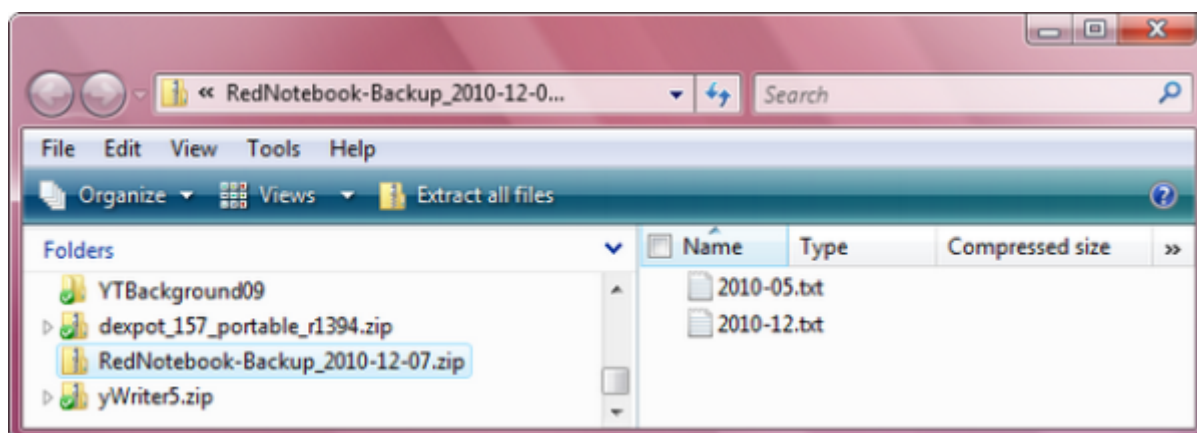 « RedNotebook-Backup_2010-12-0... Search
File Edit View Tools Help
Organize Views Extract all files
Folders
YTBackground09
dexpot_157_portable_r1394.zip
RedNotebook-Backup_2010-12-07.zip
yWriter5.zip
Name Type Compressed size »
2010-05.txt
2010-12.txt